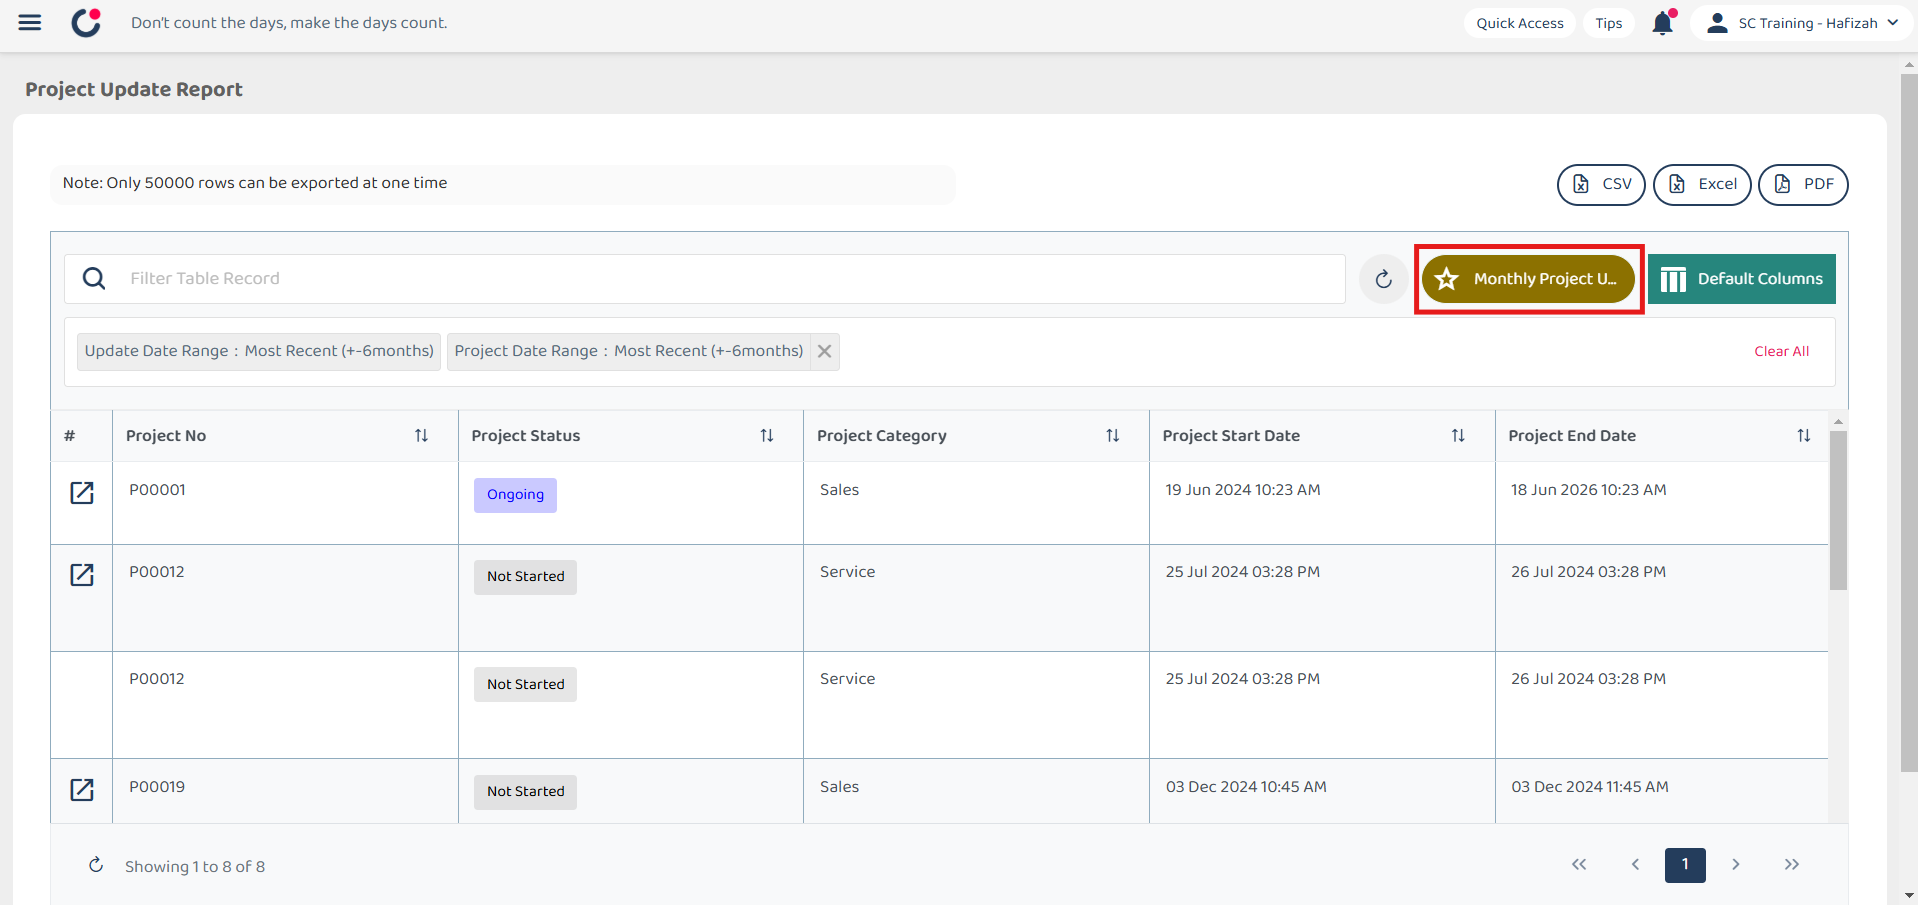 Don't count the days, make the days count.
Quick Access
Tips
SC Training - Hafizah
Project Update Report
Note: Only 50000 rows can be exported at one time
CSV
Excel
PDF
Filter Table Record
Monthly Project U...
Default Columns
Update Date Range : Most Recent (+-6months)
Project Date Range : Most Recent (+-6months)
Clear All
# Project No Project Status Project Category Project Start Date Project End Date
P00001 Ongoing Sales 19 Jun 2024 10:23 AM 18 Jun 2026 10:23 AM
P00012 Not Started Service 25 Jul 2024 03:28 PM 26 Jul 2024 03:28 PM
P00012 Not Started Service 25 Jul 2024 03:28 PM 26 Jul 2024 03:28 PM
P00019 Not Started Sales 03 Dec 2024 10:45 AM 03 Dec 2024 11:45 AM
Showing 1 to 8 of 8
1